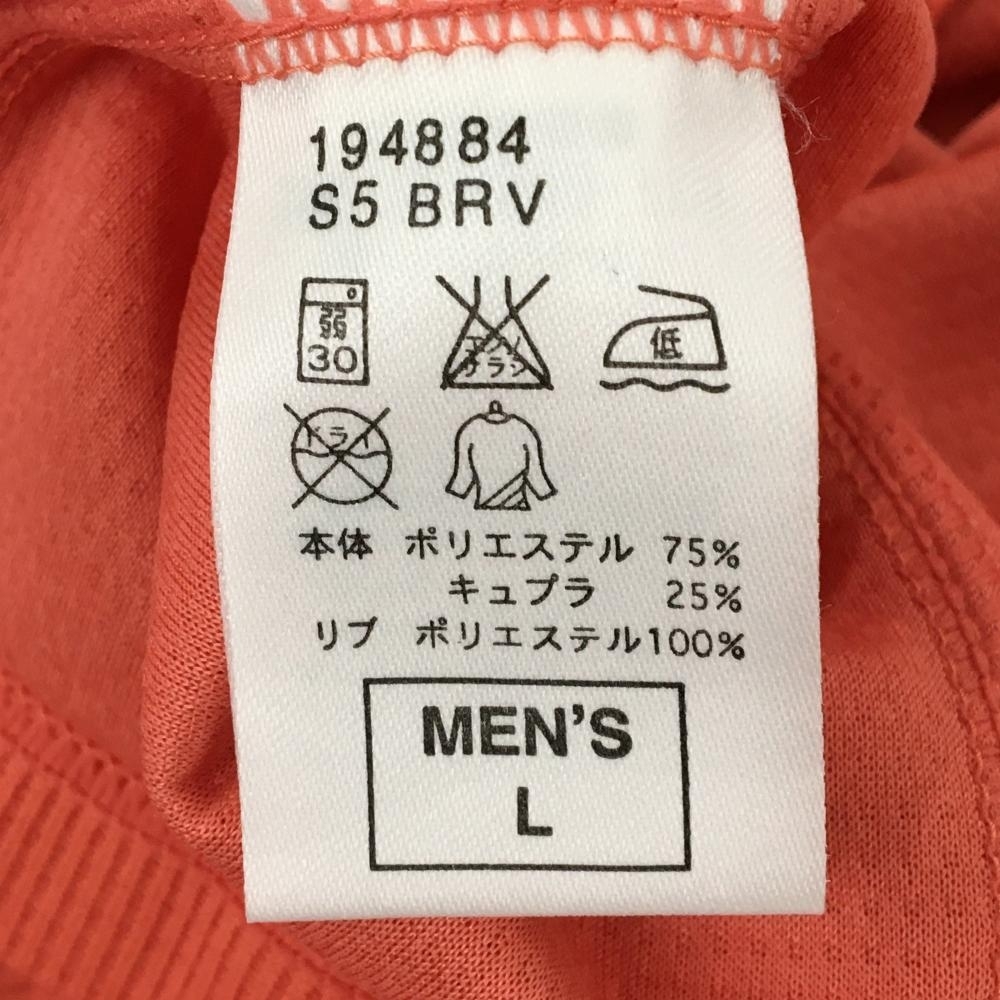 194884
S5 BRV
弱
30
エンソ
サラシ
低
ドライ
本体 ポリエステル 75%
キュプラ 25%
リブ ポリエステル100%
MEN'S
L